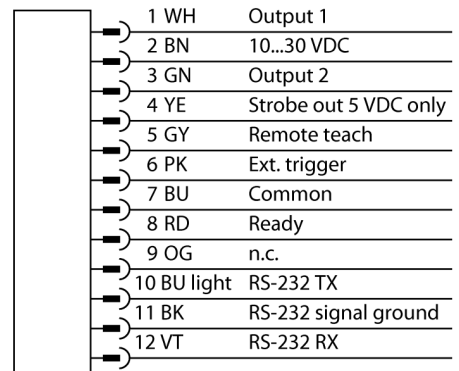 1 WH Output 1
2 BN 10...30 VDC
3 GN Output 2
4 YE Strobe out 5 VDC only
5 GY Remote teach
6 PK Ext. trigger
7 BU Common
8 RD Ready
9 OG n.c.
10 BU light RS-232 TX
11 BK RS-232 signal ground
12 VT RS-232 RX